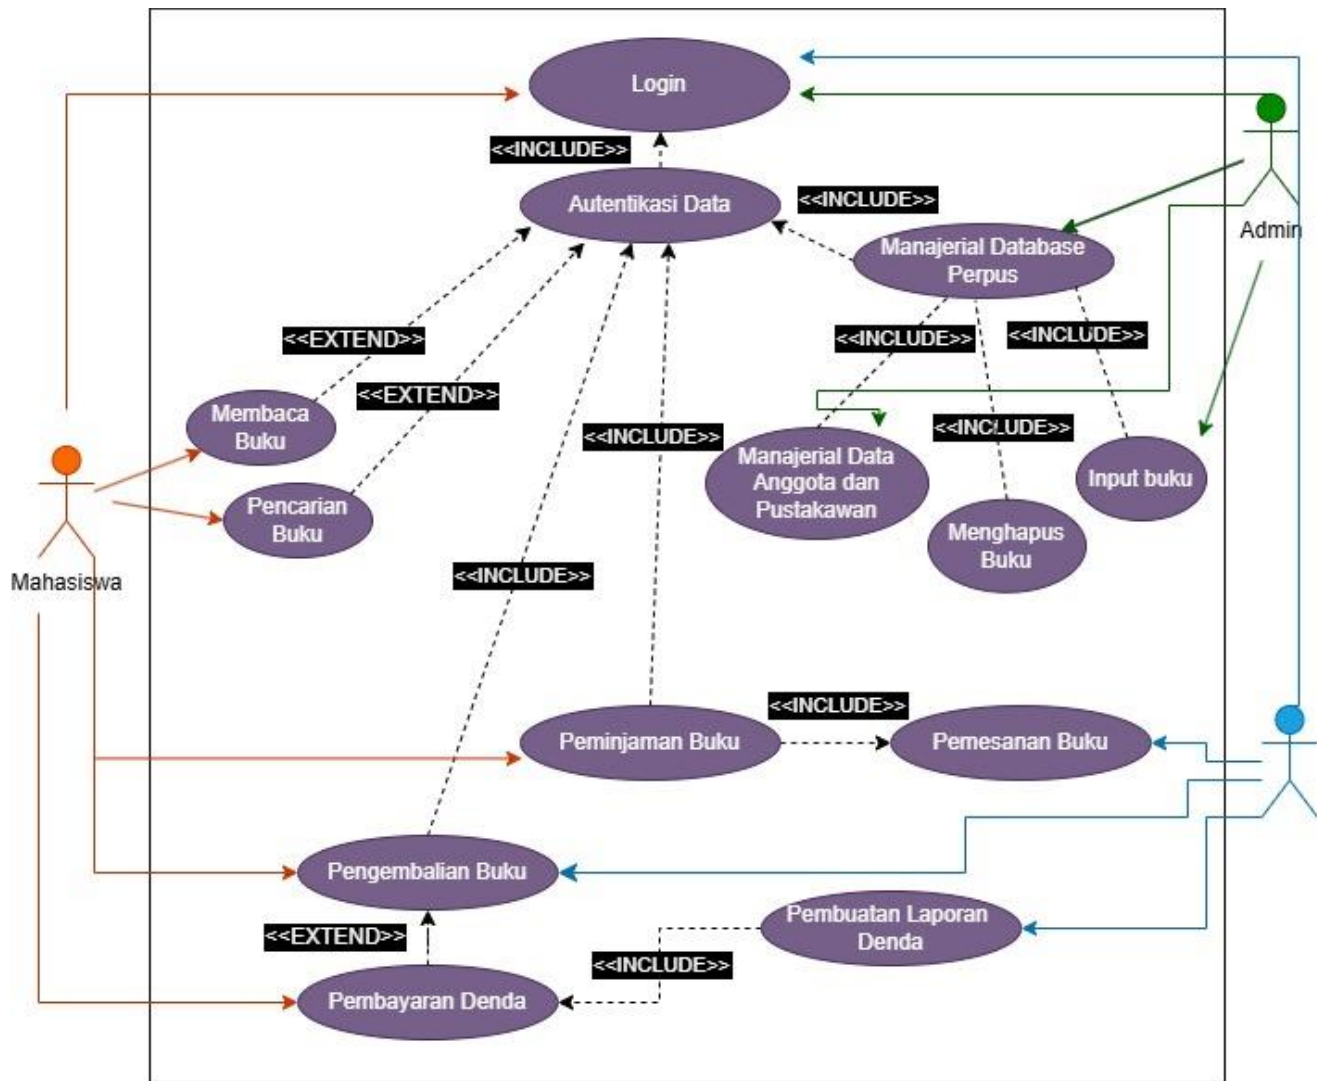 Login
<<INCLUDE>>
Autentikasi Data
<<INCLUDE>>
Manajerial Database
Perpus
Admin
<<EXTEND>>
<<INCLUDE>>
<<INCLUDE>>
<<EXTEND>>
Membaca
Buku
<<INCLUDE>>
<<INCLUDE>>
Manajerial Data
Anggota dan
Pustakawan
Input buku
Pencarian
Buku
Menghapus
Buku
Mahasiswa
<<INCLUDE>>
<<INCLUDE>>
Peminjaman Buku
Pemesanan Buku
Pengembalian Buku
Pembuatan Laporan
Denda
<<EXTEND>>
<<INCLUDE>>
Pembayaran Denda